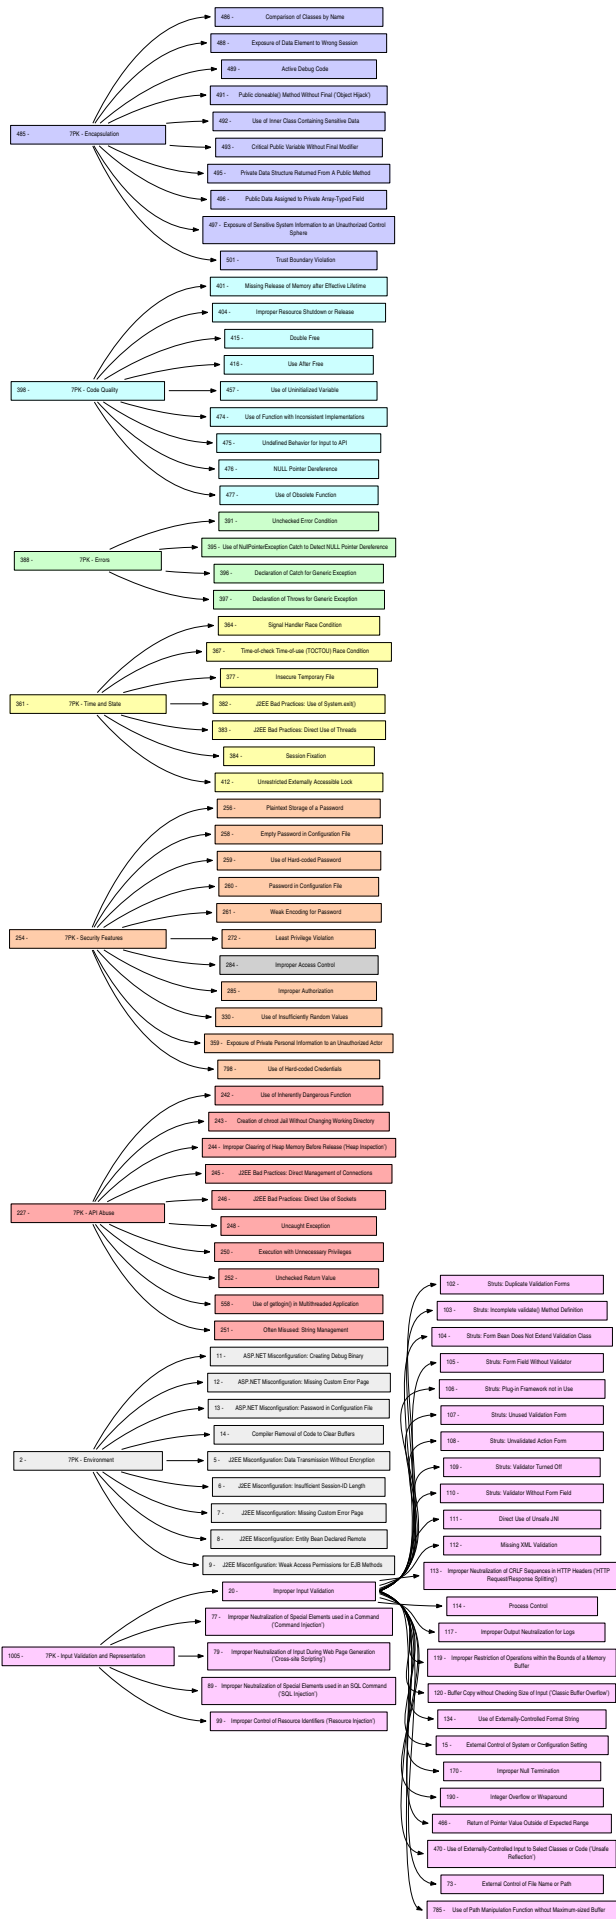 486 - Comparison of Classes by Name
488 - Exposure of Data Element to Wrong Session
489 - Active Debug Code
491 - Public cloneable() Method Without Final ('Object Hijack')
485 - 7PK - Encapsulation
492 - Use of Inner Class Containing Sensitive Data
493 - Critical Public Variable Without Final Modifier
495 - Private Data Structure Returned From A Public Method
496 - Public Data Assigned to Private Array-Typed Field
497 - Exposure of Sensitive System Information to an Unauthorized Control
Sphere
501 - Trust Boundary Violation
401 - Missing Release of Memory after Effective Lifetime
404 - Improper Resource Shutdown or Release
415 - Double Free
416 - Use After Free
398 - 7PK - Code Quality
457 - Use of Uninitialized Variable
474 - Use of Function with Inconsistent Implementations
475 - Undefined Behavior for Input to API
476 - NULL Pointer Dereference
477 - Use of Obsolete Function
391 - Unchecked Error Condition
395 - Use of NullPointerException Catch to Detect NULL Pointer Dereference
388 - 7PK - Errors
396 - Declaration of Catch for Generic Exception
397 - Declaration of Throws for Generic Exception
364 - Signal Handler Race Condition
367 - Time-of-check Time-of-use (TOCTOU) Race Condition
377 - Insecure Temporary File
361 - 7PK - Time and State
382 - J2EE Bad Practices: Use of System.exit()
383 - J2EE Bad Practices: Direct Use of Threads
384 - Session Fixation
412 - Unrestricted Externally Accessible Lock
256 - Plaintext Storage of a Password
258 - Empty Password in Configuration File
259 - Use of Hard-coded Password
260 - Password in Configuration File
261 - Weak Encoding for Password
254 - 7PK - Security Features
272 - Least Privilege Violation
284 - Improper Access Control
285 - Improper Authorization
330 - Use of Insufficiently Random Values
359 - Exposure of Private Personal Information to an Unauthorized Actor
798 - Use of Hard-coded Credentials
242 - Use of Inherently Dangerous Function
243 - Creation of chroot Jail Without Changing Working Directory
244 - Improper Clearing of Heap Memory Before Release ('Heap Inspection')
245 - J2EE Bad Practices: Direct Management of Connections
246 - J2EE Bad Practices: Direct Use of Sockets
227 - 7PK - API Abuse
248 - Uncaught Exception
250 - Execution with Unnecessary Privileges
252 - Unchecked Return Value
558 - Use of getlogin() in Multithreaded Application
251 - Often Misused: String Management
11 - ASP.NET Misconfiguration: Creating Debug Binary
12 - ASP.NET Misconfiguration: Missing Custom Error Page
13 - ASP.NET Misconfiguration: Password in Configuration File
14 - Compiler Removal of Code to Clear Buffers
2 - 7PK - Environment
5 - J2EE Misconfiguration: Data Transmission Without Encryption
6 - J2EE Misconfiguration: Insufficient Session-ID Length
7 - J2EE Misconfiguration: Missing Custom Error Page
8 - J2EE Misconfiguration: Entity Bean Declared Remote
9 - J2EE Misconfiguration: Weak Access Permissions for EJB Methods
20 - Improper Input Validation
77 - Improper Neutralization of Special Elements used in a Command
('Command Injection')
1005 - 7PK - Input Validation and Representation
79 - Improper Neutralization of Input During Web Page Generation
('Cross-site Scripting')
89 - Improper Neutralization of Special Elements used in an SQL Command
('SQL Injection')
99 - Improper Control of Resource Identifiers ('Resource Injection')
102 - Struts: Duplicate Validation Forms
103 - Struts: Incomplete validate() Method Definition
104 - Struts: Form Bean Does Not Extend Validation Class
105 - Struts: Form Field Without Validator
106 - Struts: Plug-in Framework not in Use
107 - Struts: Unused Validation Form
108 - Struts: Unvalidated Action Form
109 - Struts: Validator Turned Off
110 - Struts: Validator Without Form Field
111 - Direct Use of Unsafe JNI
112 - Missing XML Validation
113 - Improper Neutralization of CRLF Sequences in HTTP Headers ('HTTP
Request/Response Splitting')
114 - Process Control
117 - Improper Output Neutralization for Logs
119 - Improper Restriction of Operations within the Bounds of a Memory
Buffer
120 - Buffer Copy without Checking Size of Input ('Classic Buffer Overflow')
134 - Use of Externally-Controlled Format String
15 - External Control of System or Configuration Setting
170 - Improper Null Termination
190 - Integer Overflow or Wraparound
466 - Return of Pointer Value Outside of Expected Range
470 - Use of Externally-Controlled Input to Select Classes or Code ('Unsafe
Reflection')
73 - External Control of File Name or Path
785 - Use of Path Manipulation Function without Maximum-sized Buffer